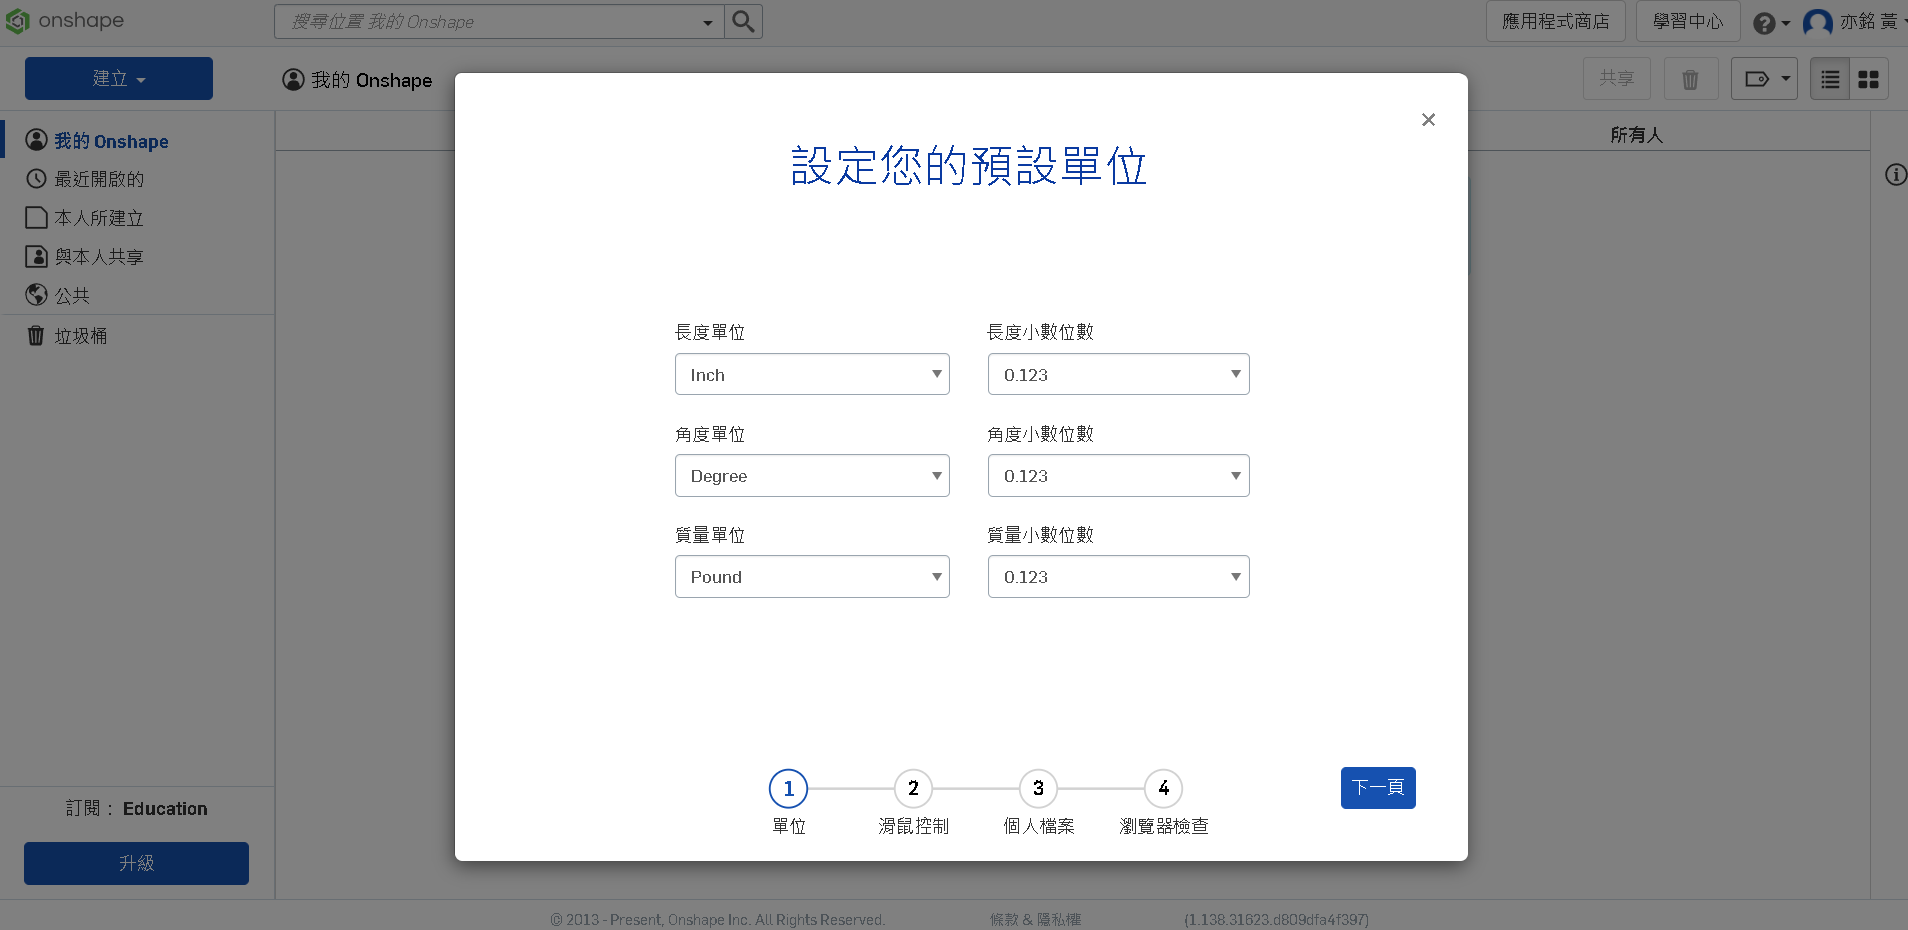 onshape
搜尋位置 我的 Onshape
應用程式商店
學習中心
亦銘 黃
建立
我的 Onshape
共享
我的 Onshape
最近開啟的
本人所建立
與本人共享
公共
垃圾桶
所有人
×
設定您的預設單位
長度單位
長度小數位數
Inch
0.123
角度單位
角度小數位數
Degree
0.123
質量單位
質量小數位數
Pound
0.123
1
2
3
4
單位
滑鼠控制
個人檔案
瀏覽器檢查
下一頁
訂閱： Education
升級
© 2013 - Present, Onshape Inc. All Rights Reserved.
條款 & 隱私權
(1.138.31623.d809dfa4f397)